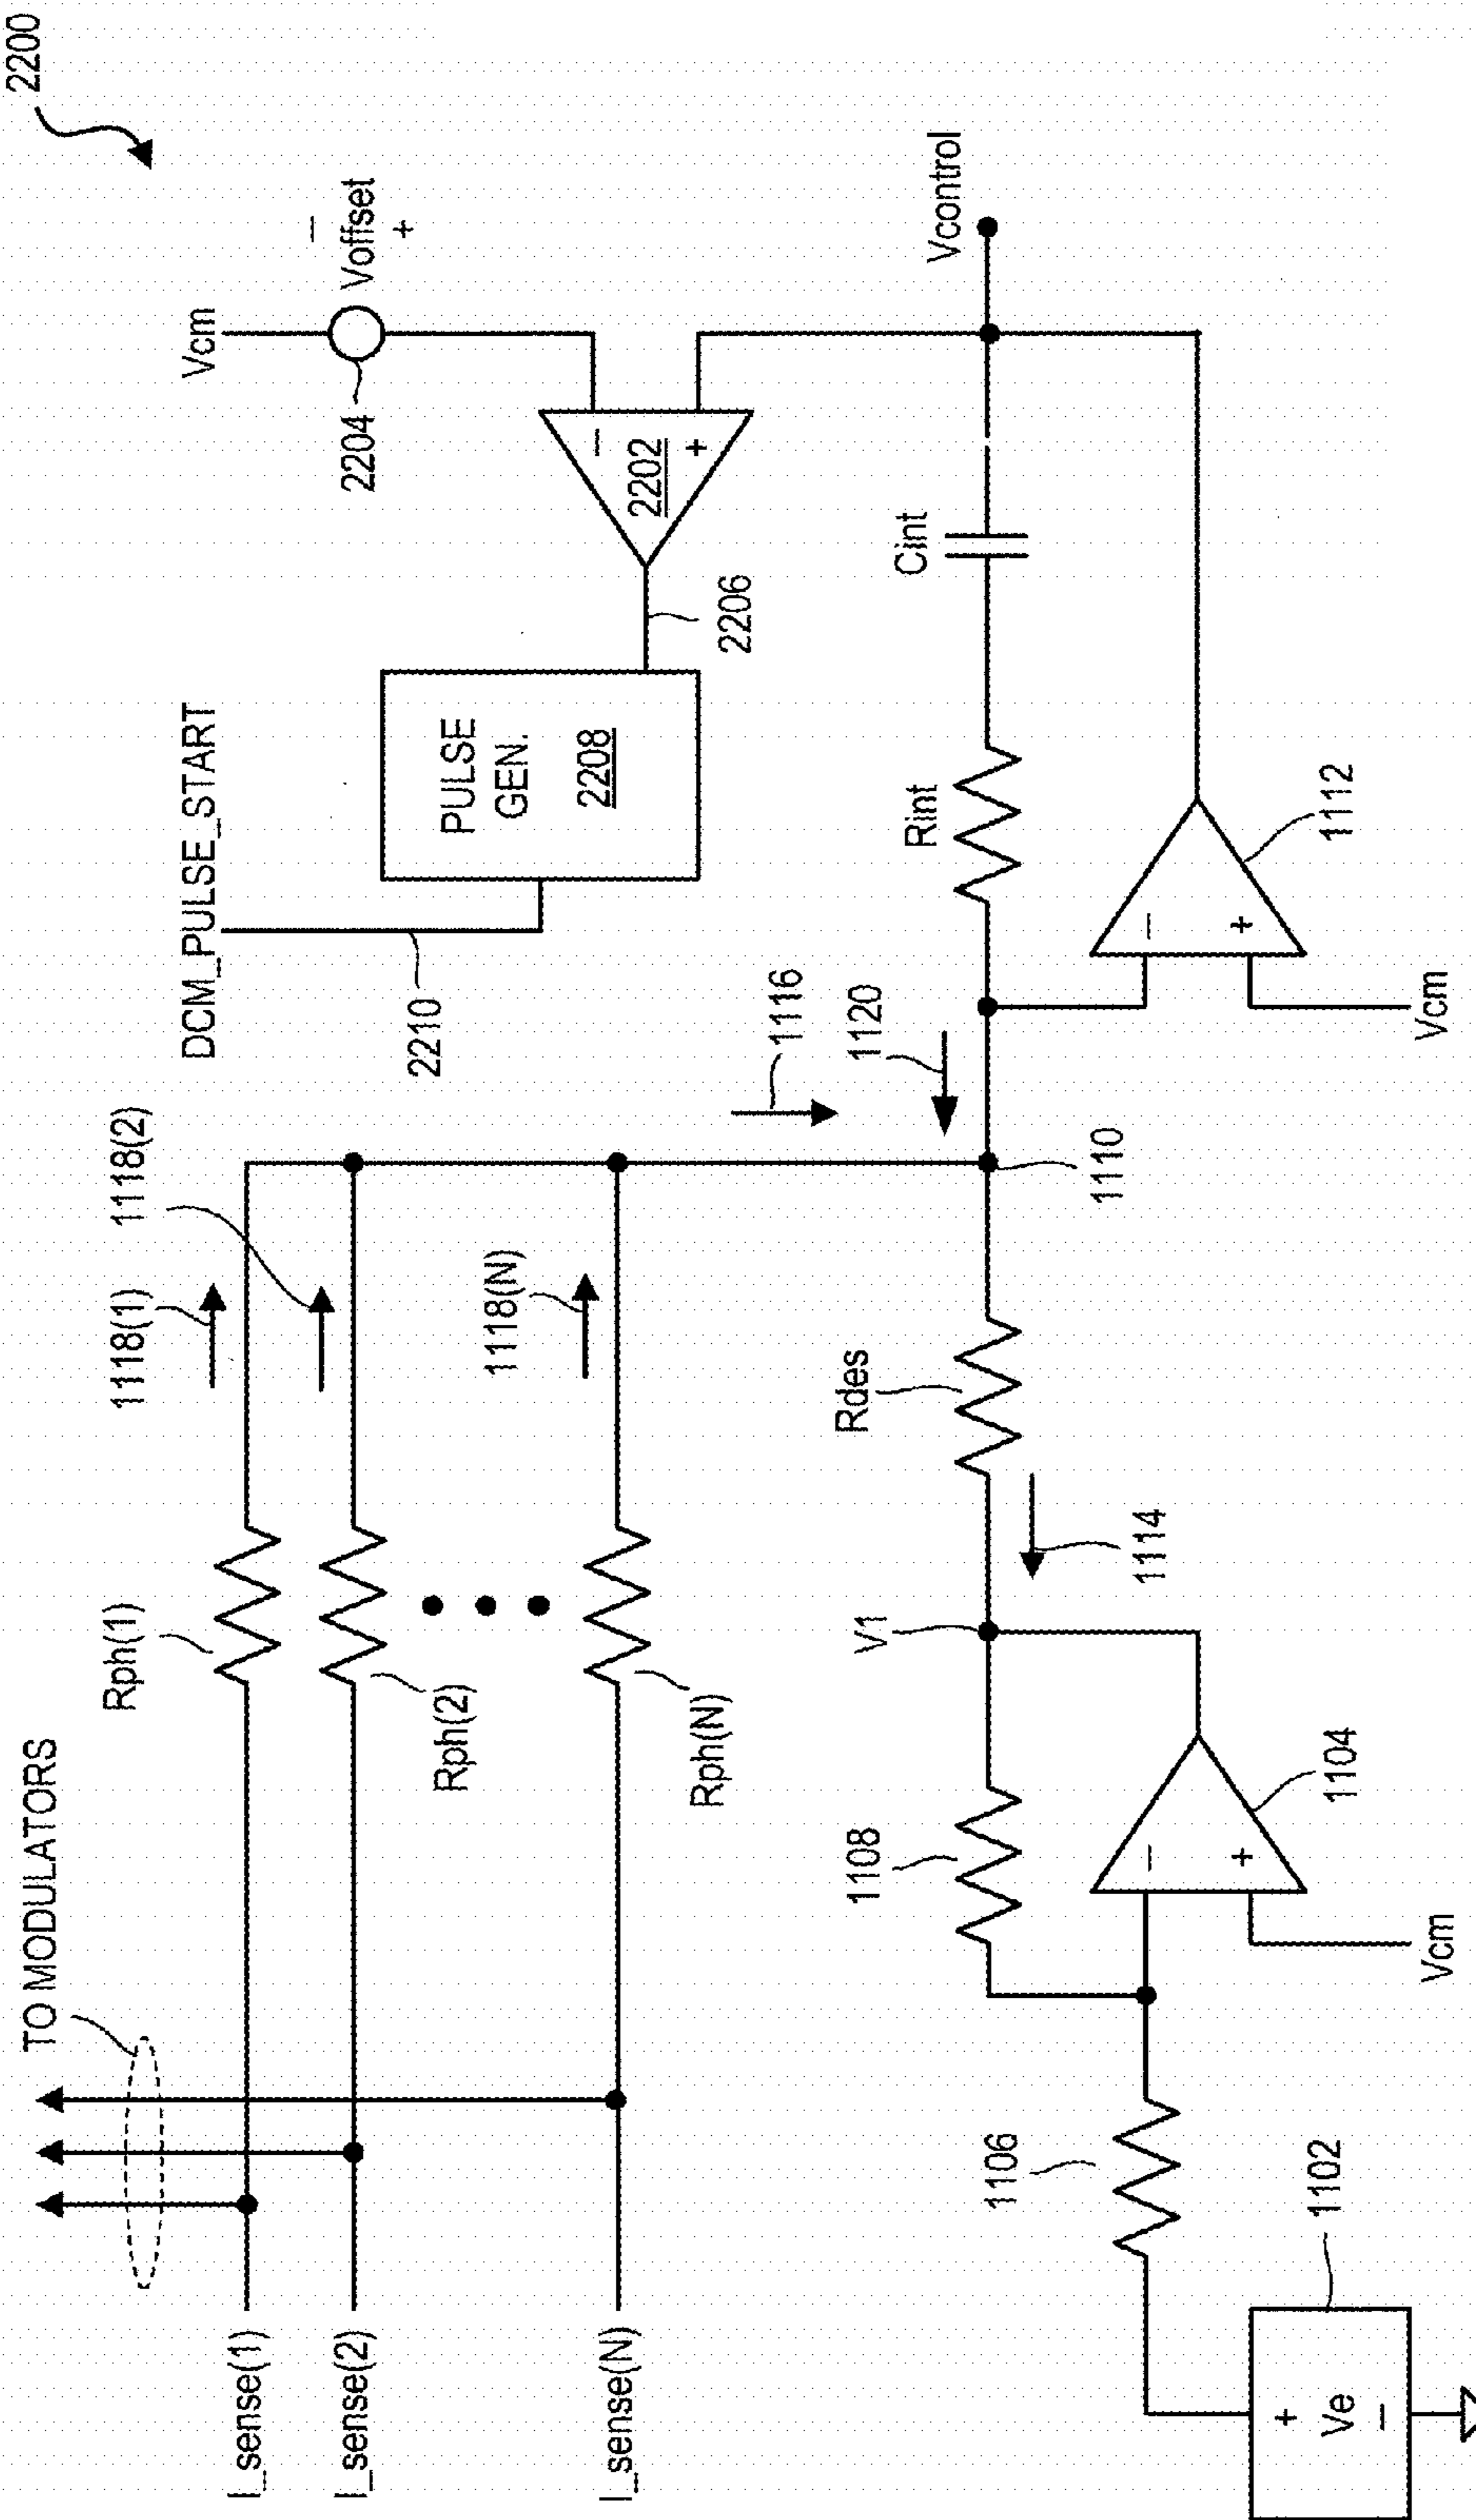 2200
TO MODULATORS
I_sense(1)
I_sense(2)
I_sense(N)
Rph(1)
Rph(2)
Rph(N)
1118(1)
1118(2)
1118(N)
DCM_PULSE_START
2210
PULSE
GEN.
2208
2206
2202
−
+
Vcm
2204
−
Voffset
+
1116
1120
1110
Vcontrol
Cint
Rint
1112
−
+
Vcm
Rdes
1114
V1
1108
1104
−
+
Vcm
1106
1102
+
Ve
−